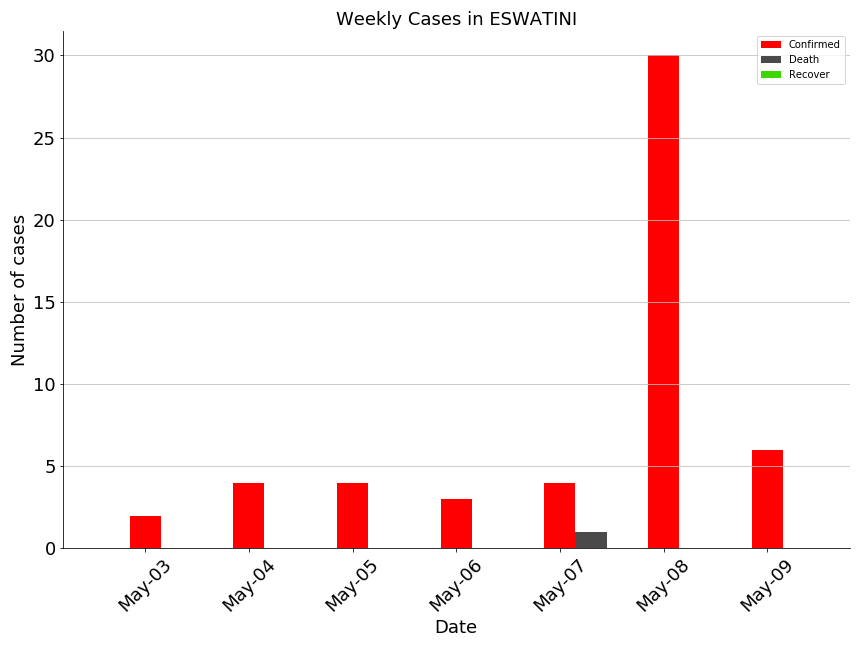 Weekly Cases in ESWATINI
Confirmed
Death
Recover
30
25
20
15
10
5
0
Number of cases
May-03
May-04
May-05
May-06
May-07
May-08
May-09
Date